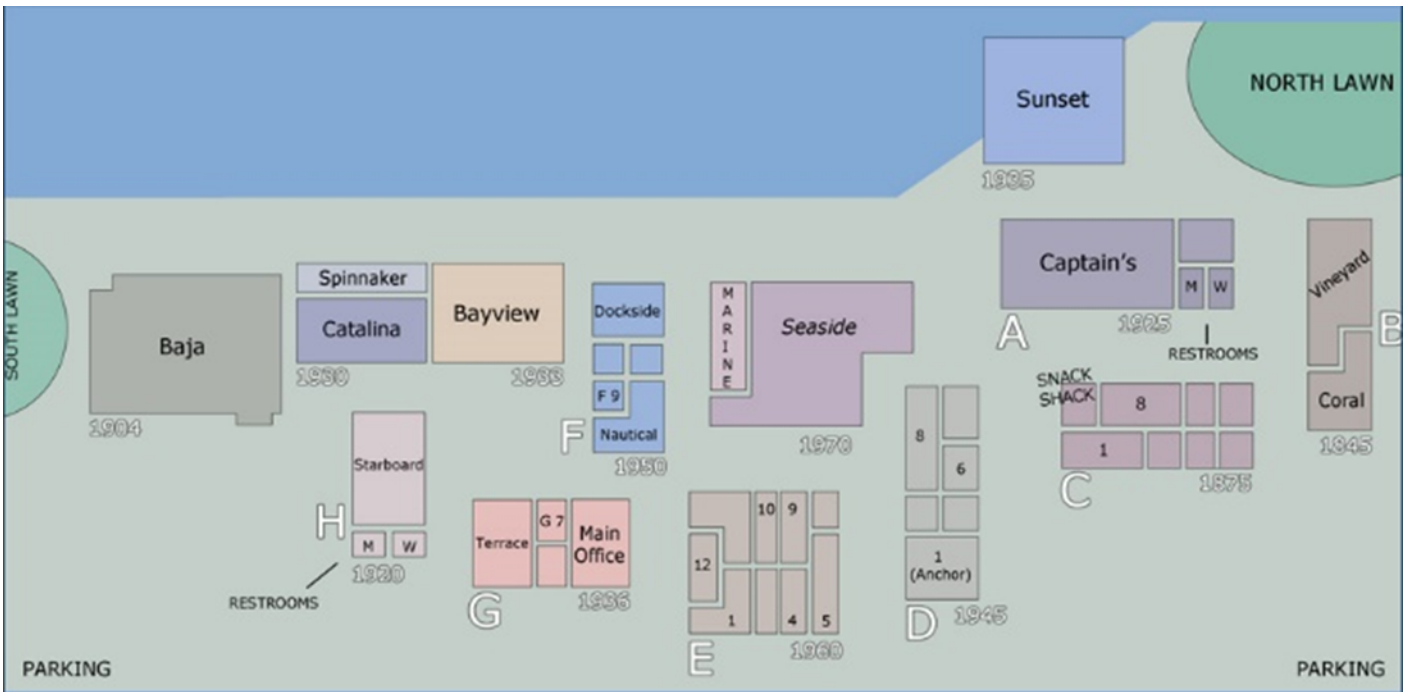 NORTH LAWN
Sunset
1935
Captain's
M W
A
1925
RESTROOMS
Vineyard
B
Coral
1845
SOUTH LAWN
Baja
1904
Spinnaker
Catalina
1930
Bayview
1933
Dockside
F 9
Nautical
F
1950
MARINE
Seaside
1970
SNACK
SHACK
8
1
C
1875
Starboard
H
M W
1920
RESTROOMS
Terrace
G 7
Main
Office
G
1936
10 9
12
1 4 5
E
1960
8
6
1
(Anchor)
D
1945
PARKING
PARKING